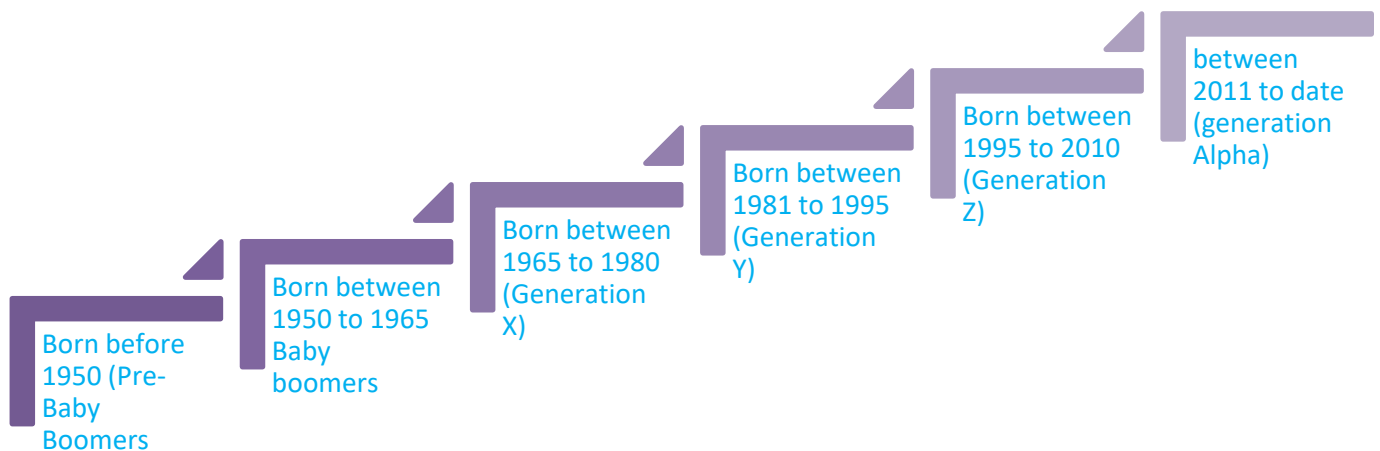 Born before
1950 (Pre-
Baby
Boomers
Born between
1950 to 1965
Baby
boomers
Born between
1965 to 1980
(Generation
X)
Born between
1981 to 1995
(Generation
Y)
Born between
1995 to 2010
(Generation
Z)
between
2011 to date
(generation
Alpha)